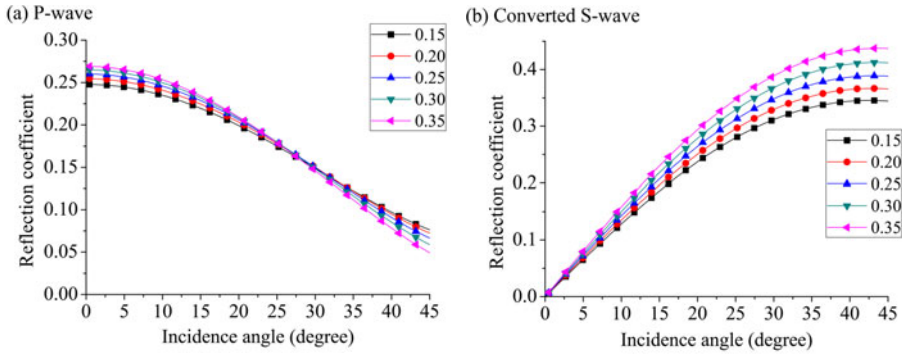 (a) P-wave
Reflection coefficient
0.30
0.25
0.20
0.15
0.10
0.05
0.00
0 5 10 15 20 25 30 35 40 45
Incidence angle (degree)
0.15
0.20
0.25
0.30
0.35
(b) Converted S-wave
Reflection coefficient
0.4
0.3
0.2
0.1
0.0
0 5 10 15 20 25 30 35 40 45
Incidence angle (degree)
0.15
0.20
0.25
0.30
0.35